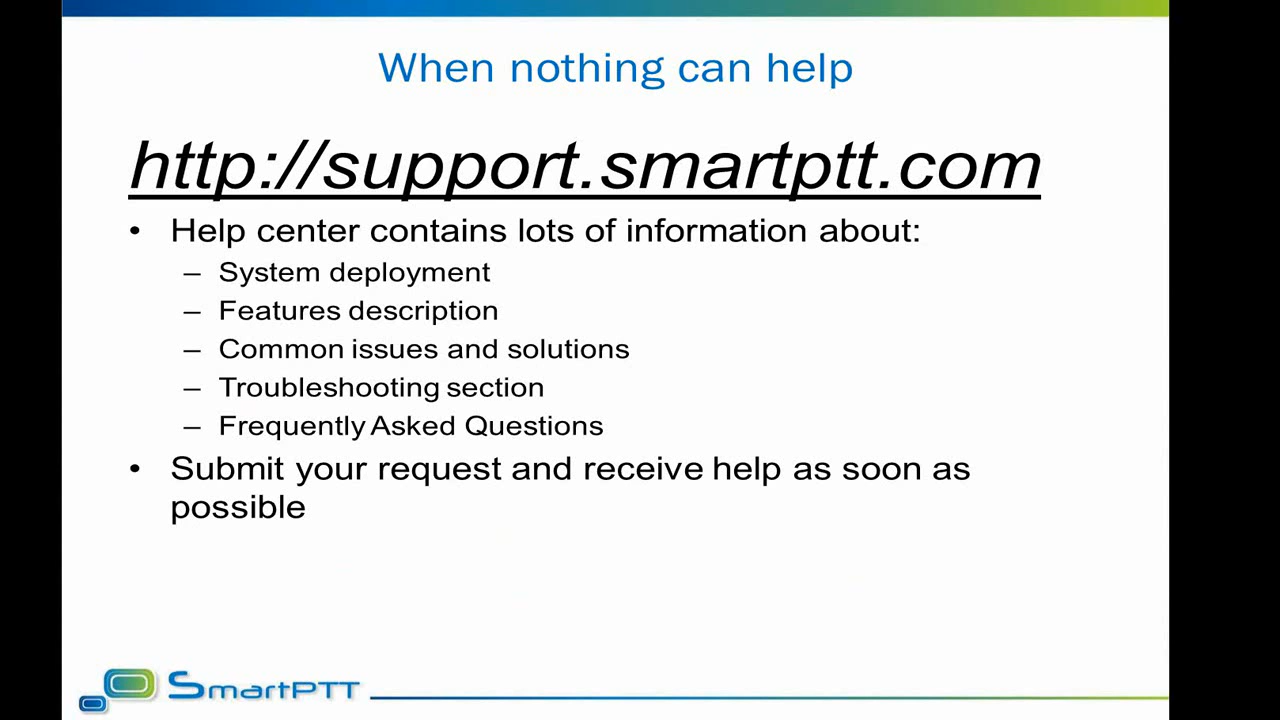 When nothing can help
http://support.smartptt.com
• Help center contains lots of information about:
– System deployment
– Features description
– Common issues and solutions
– Troubleshooting section
– Frequently Asked Questions
• Submit your request and receive help as soon as
possible
SmartPTT